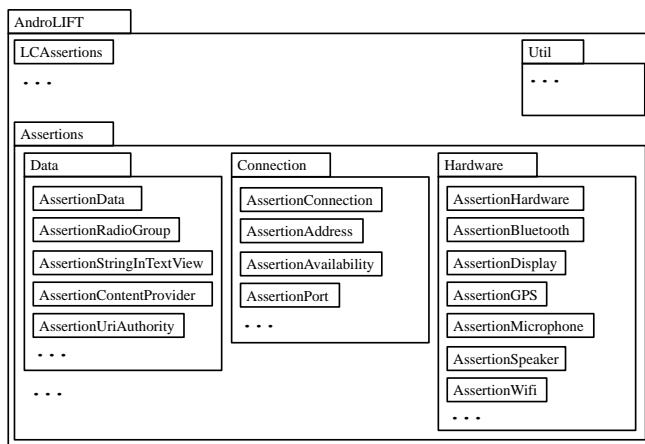 AndroLIFT
LCAssertions
. . .
Util
. . .
Assertions
Data
AssertionData
AssertionRadioGroup
AssertionStringInTextView
AssertionContentProvider
AssertionUriAuthority
. . .
. . .
Connection
AssertionConnection
AssertionAddress
AssertionAvailability
AssertionPort
. . .
Hardware
AssertionHardware
AssertionBluetooth
AssertionDisplay
AssertionGPS
AssertionMicrophone
AssertionSpeaker
AssertionWifi
. . .